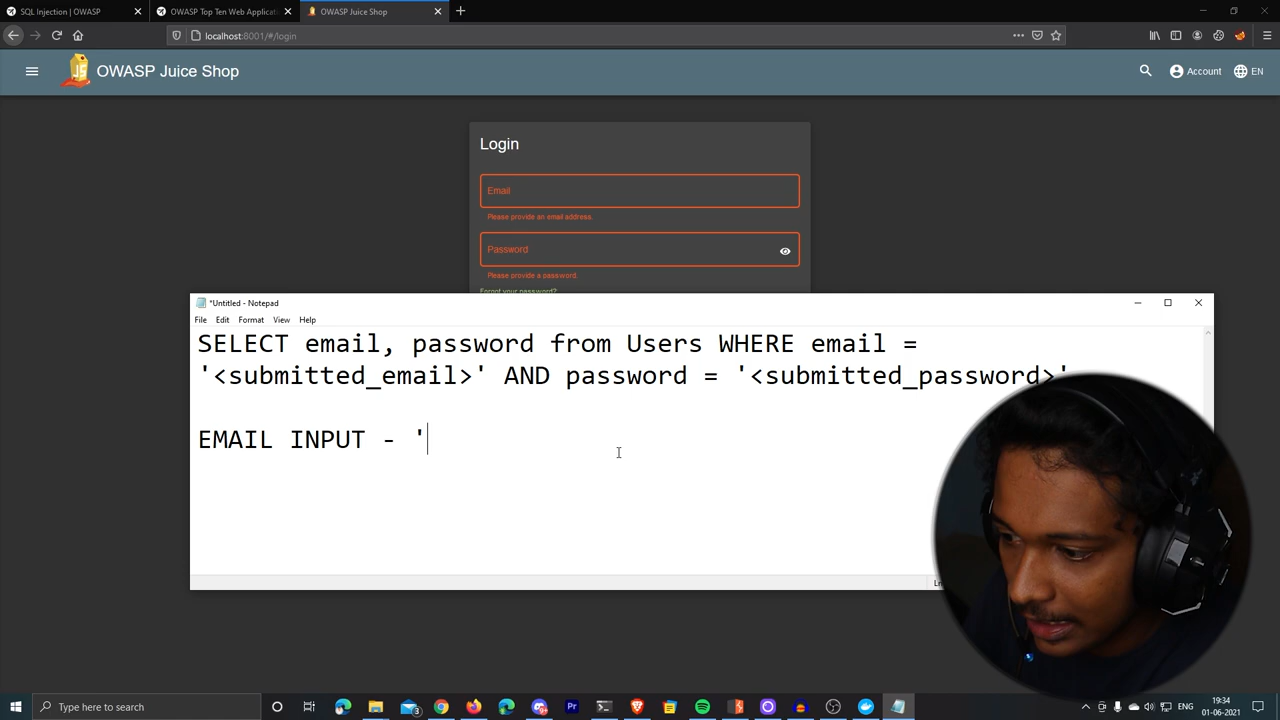 SQL Injection | OWASP
OWASP Top Ten Web Applicat
OWASP Juice Shop
localhost:8001/#/login
OWASP Juice Shop
Account
EN
Login
Email
Please provide an email address.
Password
Please provide a password.
Forgot your password?
*Untitled - Notepad
File Edit Format View Help
SELECT email, password from Users WHERE email =
'<submitted_email>' AND password = '<submitted_password>'
EMAIL INPUT - '
Ln
Type here to search
3
ENG
19:34
01-06-2021